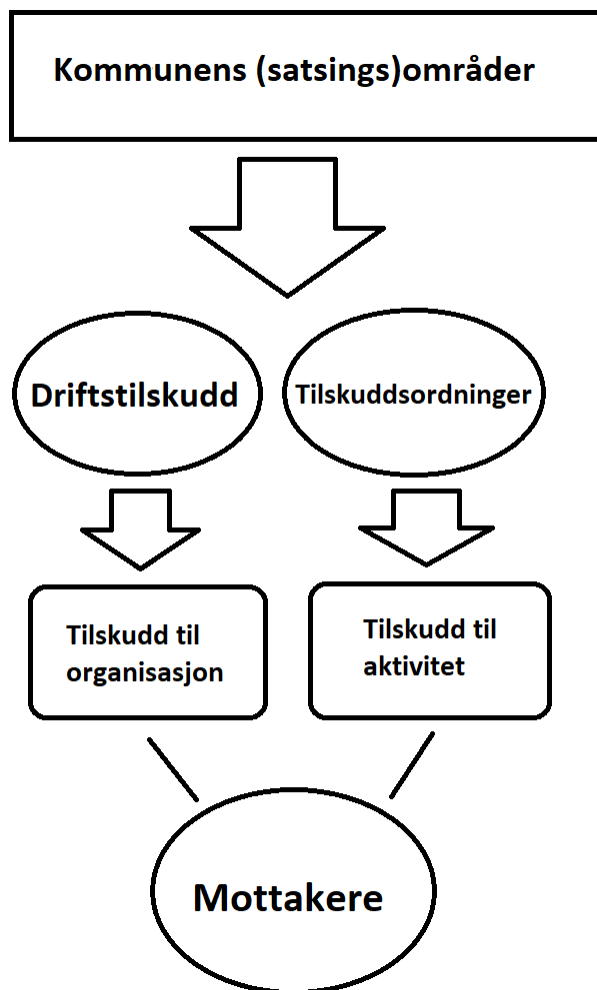 Kommunens (satsings)områder
Driftstilskudd
Tilskuddsordninger
Tilskudd til
organisasjon
Tilskudd til
aktivitet
Mottakere